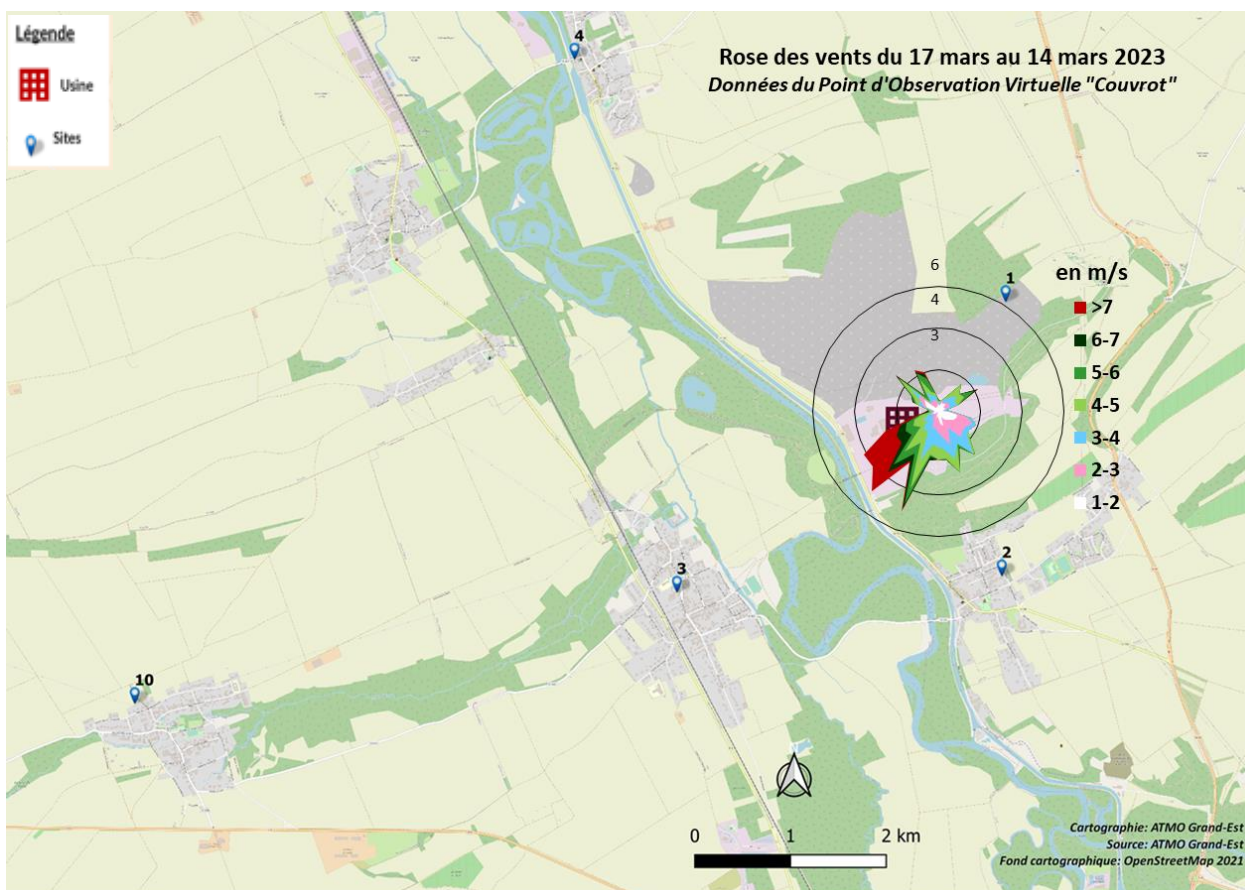 Légende
Usine
Sites
Rose des vents du 17 mars au 14 mars 2023
Données du Point d'Observation Virtuelle "Couvrot"
4
6
4
3
1
en m/s
>7
6-7
5-6
4-5
3-4
2-3
1-2
2
3
10
0 1 2 km
Cartographie: ATMO Grand-Est
Source: ATMO Grand-Est
Fond cartographique: OpenStreetMap 2021